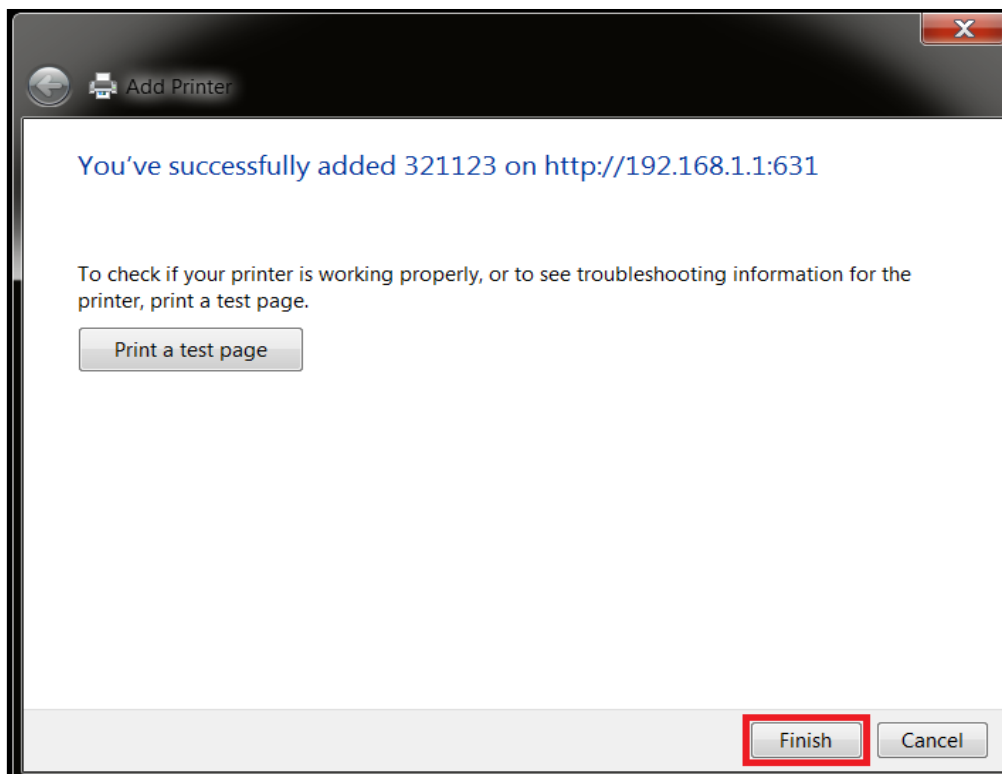 Add Printer
You've successfully added 321123 on http://192.168.1.1:631
To check if your printer is working properly, or to see troubleshooting information for the
printer, print a test page.
Print a test page
Finish
Cancel